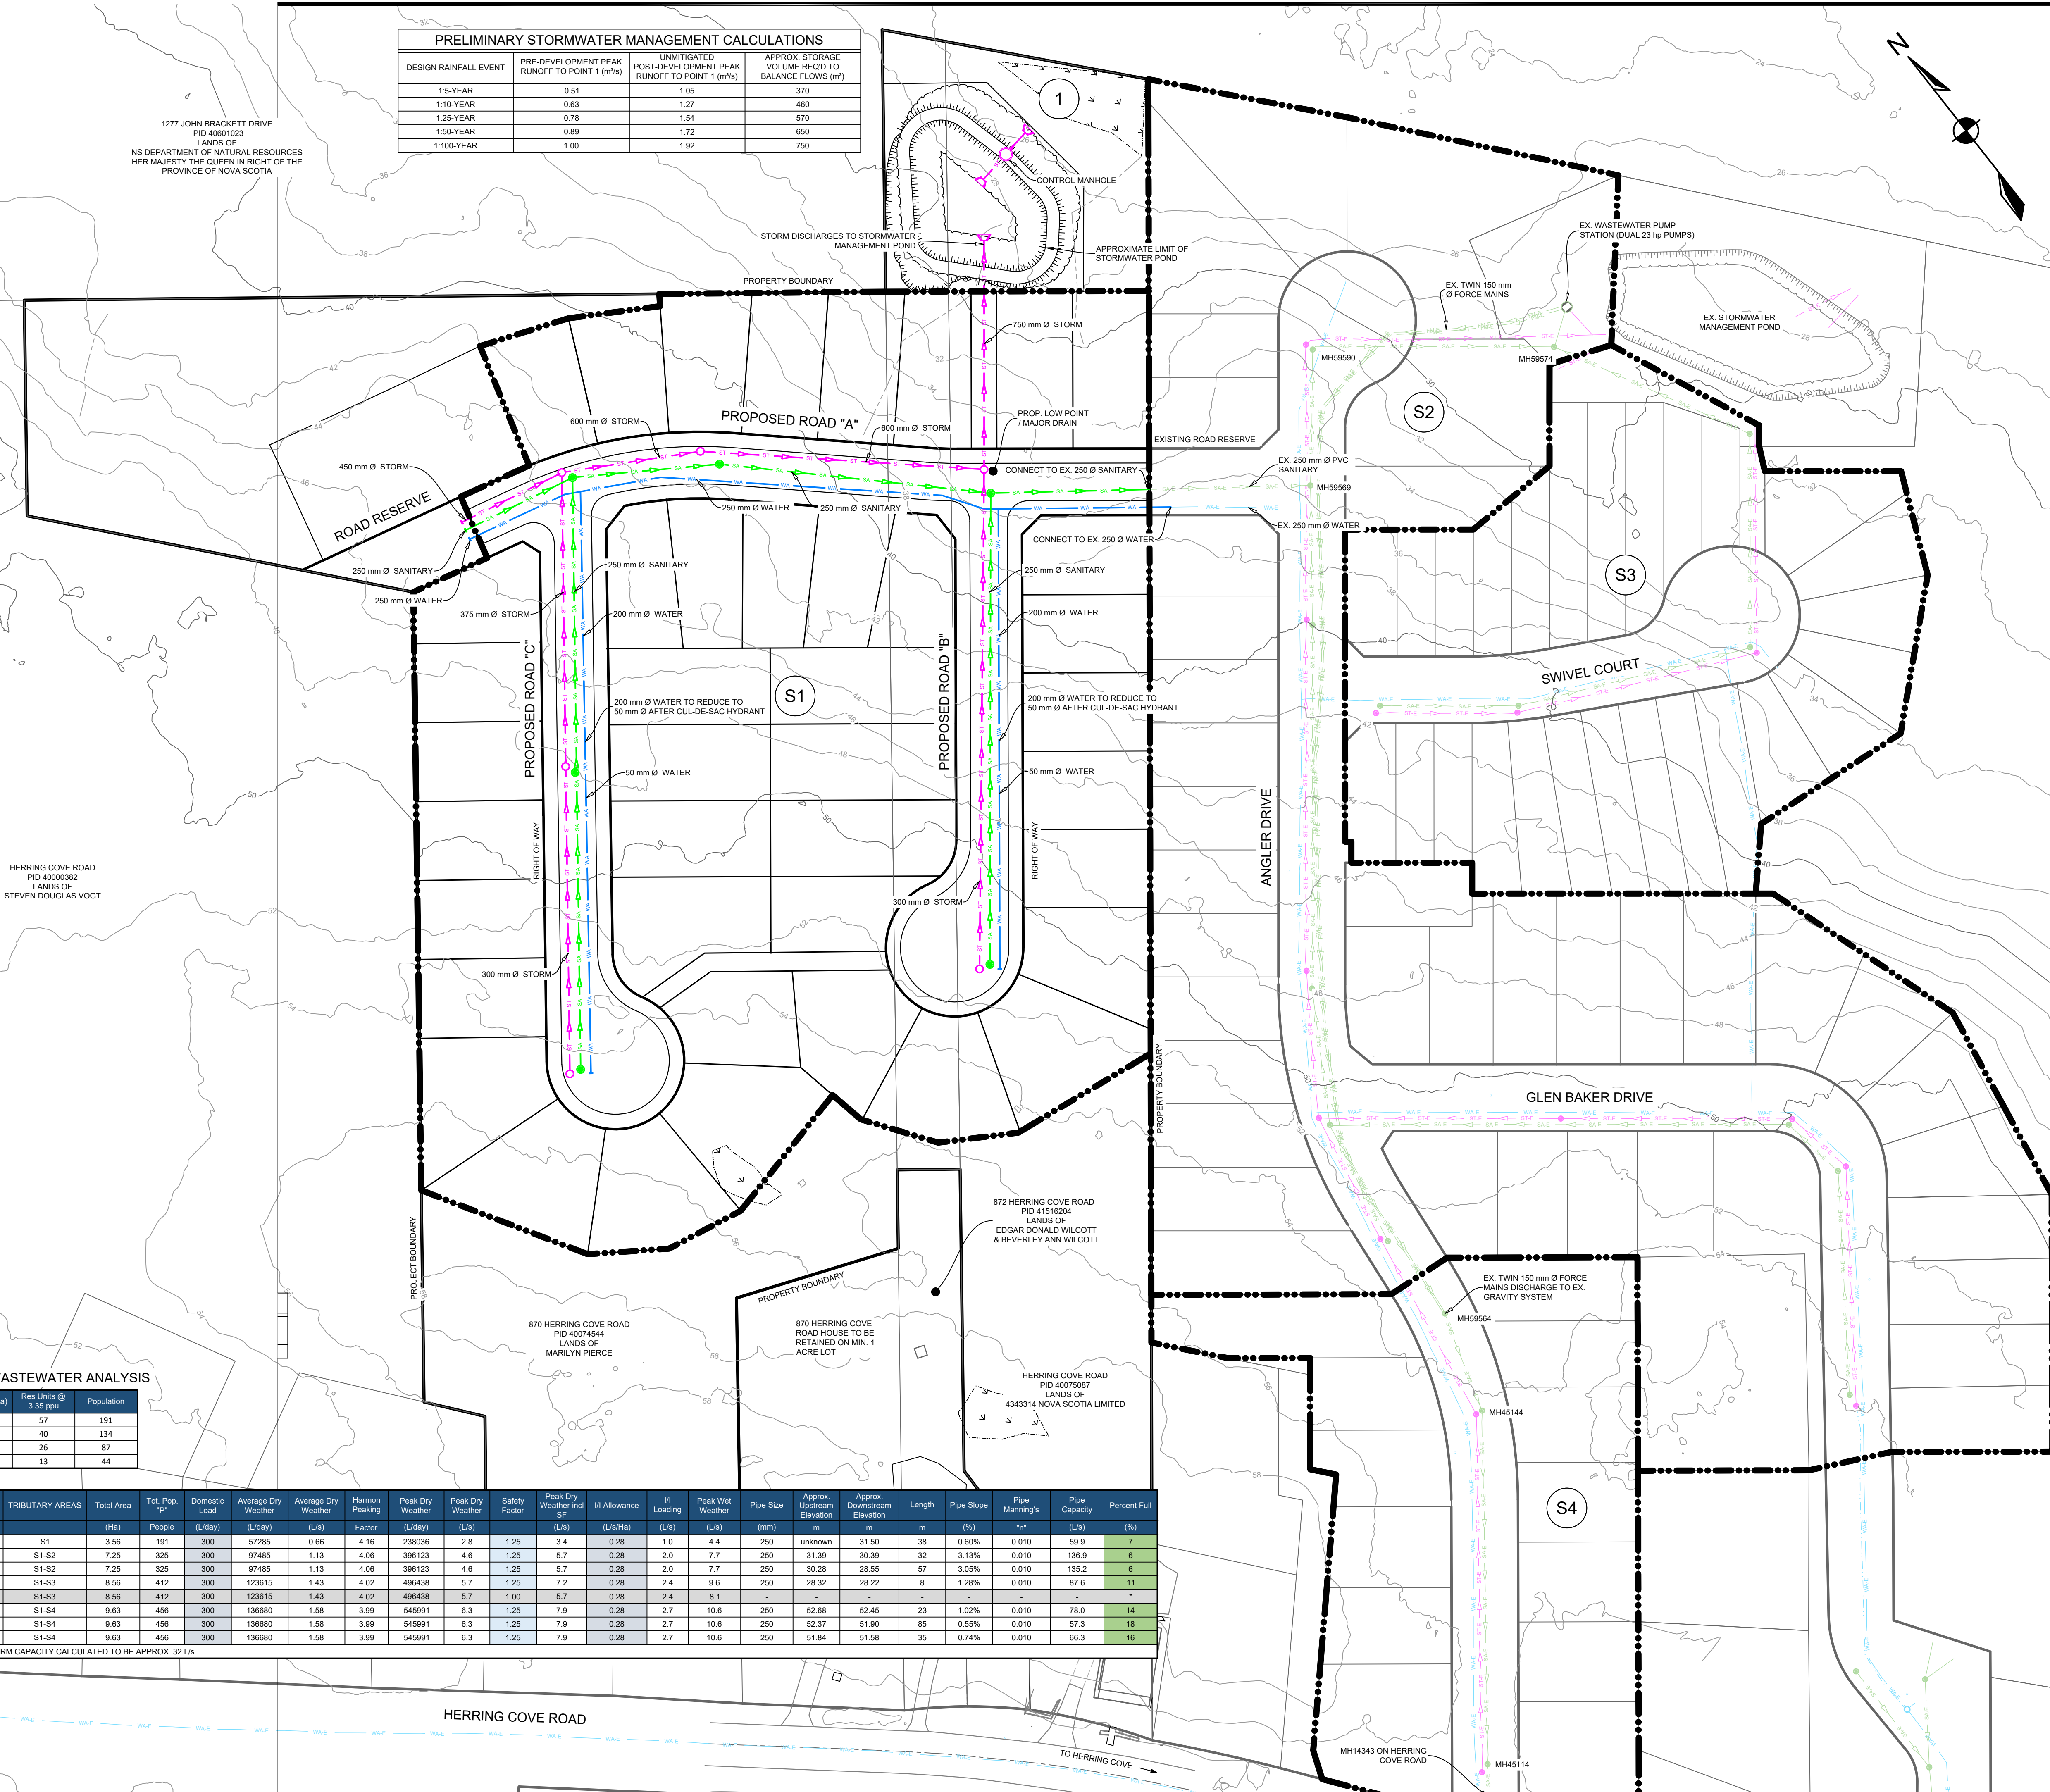 PRELIMINARY STORMWATER MANAGEMENT CALCULATIONS
DESIGN RAINFALL EVENT | PRE-DEVELOPMENT PEAK RUNOFF TO POINT 1 (m³/s) | UNMITIGATED POST-DEVELOPMENT PEAK RUNOFF TO POINT 1 (m³/s) | APPROX. STORAGE VOLUME REQ'D TO BALANCE FLOWS (m³)
1:5-YEAR 0.51 1.05 370
1:10-YEAR 0.63 1.27 460
1:25-YEAR 0.78 1.54 570
1:50-YEAR 0.89 1.72 650
1:100-YEAR 1.00 1.92 750
N
1
1277 JOHN BRACKETT DRIVE
PID 40601023
LANDS OF
NS DEPARTMENT OF NATURAL RESOURCES
HER MAJESTY THE QUEEN IN RIGHT OF THE
PROVINCE OF NOVA SCOTIA
CONTROL MANHOLE
STORM DISCHARGES TO STORMWATER
MANAGEMENT POND
APPROXIMATE LIMIT OF
STORMWATER POND
EX. WASTEWATER PUMP
STATION (DUAL 23 hp PUMPS)
PROPERTY BOUNDARY
EX. TWIN 150 mm
Ø FORCE MAINS
EX. STORMWATER
MANAGEMENT POND
750 mm Ø STORM
MH59590
MH59574
S2
600 mm Ø STORM
PROPOSED ROAD "A"
600 mm Ø STORM
PROP. LOW POINT
/ MAJOR DRAIN
EXISTING ROAD RESERVE
450 mm Ø STORM
CONNECT TO EX. 250 Ø SANITARY
EX. 250 mm Ø PVC
SANITARY
MH59569
ROAD RESERVE
250 mm Ø WATER
250 mm Ø SANITARY
EX. 250 mm Ø WATER
CONNECT TO EX. 250 Ø WATER
250 mm Ø SANITARY
250 mm Ø WATER
250 mm Ø SANITARY
250 mm Ø SANITARY
S3
375 mm Ø STORM
200 mm Ø WATER
200 mm Ø WATER
PROPOSED ROAD "C"
S1
PROPOSED ROAD "B"
SWIVEL COURT
200 mm Ø WATER TO REDUCE TO
50 mm Ø AFTER CUL-DE-SAC HYDRANT
200 mm Ø WATER TO REDUCE TO
50 mm Ø AFTER CUL-DE-SAC HYDRANT
50 mm Ø WATER
50 mm Ø WATER
RIGHT OF WAY
RIGHT OF WAY
ANGLER DRIVE
HERRING COVE ROAD
PID 40000382
LANDS OF
STEVEN DOUGLAS VOGT
300 mm Ø STORM
300 mm Ø STORM
PROPERTY BOUNDARY
GLEN BAKER DRIVE
872 HERRING COVE ROAD
PID 41516204
LANDS OF
EDGAR DONALD WILCOTT
& BEVERLEY ANN WILCOTT
PROJECT BOUNDARY
PROPERTY BOUNDARY
EX. TWIN 150 mm Ø FORCE
MAINS DISCHARGE TO EX.
GRAVITY SYSTEM
MH59564
870 HERRING COVE ROAD
PID 40074544
LANDS OF
MARILYN PIERCE
870 HERRING COVE
ROAD HOUSE TO BE
RETAINED ON MIN. 1
ACRE LOT
HERRING COVE ROAD
PID 40075087
LANDS OF
4343314 NOVA SCOTIA LIMITED
MH45144
S4
WASTEWATER ANALYSIS
a) | Res Units @ 3.35 ppu | Population
57 191
40 134
26 87
13 44
TRIBUTARY AREAS | Total Area | Tot. Pop. "P" | Domestic Load | Average Dry Weather | Average Dry Weather | Harmon Peaking | Peak Dry Weather | Peak Dry Weather | Safety Factor | Peak Dry Weather incl SF | I/I Allowance | I/I Loading | Peak Wet Weather | Pipe Size | Approx. Upstream Elevation | Approx. Downstream Elevation | Length | Pipe Slope | Pipe Manning's | Pipe Capacity | Percent Full
(Ha) People (L/day) (L/day) (L/s) Factor (L/day) (L/s) (L/s) (L/s/Ha) (L/s) (L/s) (mm) m m m (%) "n" (L/s) (%)
S1 3.56 191 300 57285 0.66 4.16 238036 2.8 1.25 3.4 0.28 1.0 4.4 250 unknown 31.50 38 0.60% 0.010 59.9 7
S1-S2 7.25 325 300 97485 1.13 4.06 396123 4.6 1.25 5.7 0.28 2.0 7.7 250 31.39 30.39 32 3.13% 0.010 136.9 6
S1-S2 7.25 325 300 97485 1.13 4.06 396123 4.6 1.25 5.7 0.28 2.0 7.7 250 30.28 28.55 57 3.05% 0.010 135.2 6
S1-S3 8.56 412 300 123615 1.43 4.02 496438 5.7 1.25 7.2 0.28 2.4 9.6 250 28.32 28.22 8 1.28% 0.010 87.6 11
S1-S3 8.56 412 300 123615 1.43 4.02 496438 5.7 1.00 5.7 0.28 2.4 8.1 - - - - - - - *
S1-S4 9.63 456 300 136680 1.58 3.99 545991 6.3 1.25 7.9 0.28 2.7 10.6 250 52.68 52.45 23 1.02% 0.010 78.0 14
S1-S4 9.63 456 300 136680 1.58 3.99 545991 6.3 1.25 7.9 0.28 2.7 10.6 250 52.37 51.90 85 0.55% 0.010 57.3 18
S1-S4 9.63 456 300 136680 1.58 3.99 545991 6.3 1.25 7.9 0.28 2.7 10.6 250 51.84 51.58 35 0.74% 0.010 66.3 16
RM CAPACITY CALCULATED TO BE APPROX. 32 L/s
HERRING COVE ROAD
TO HERRING COVE
MH14343 ON HERRING
COVE ROAD
MH45114